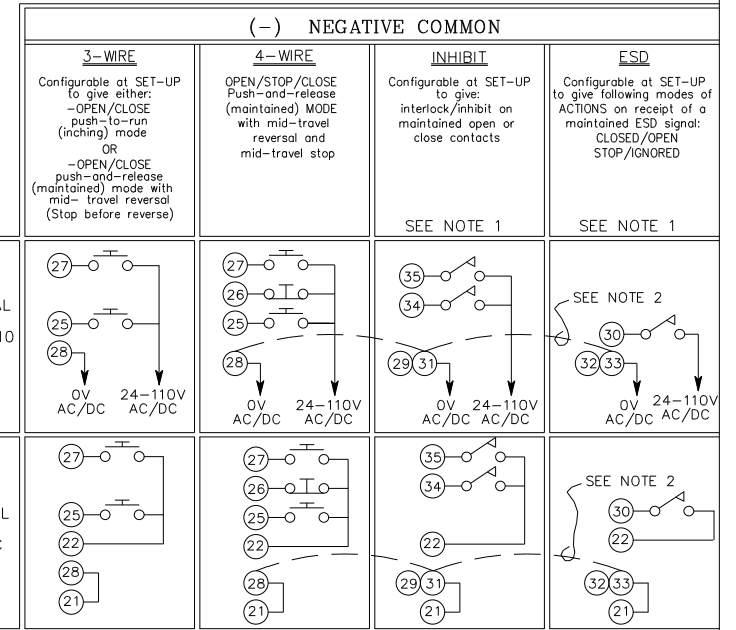 (-) NEGATIVE COMMON
3-WIRE
Configurable at SET-UP
to give either:
-OPEN/CLOSE
push-to-run
(inching) mode
OR
-OPEN/CLOSE
push-and-release
(maintained) mode with
mid- travel reversal
(Stop before reverse)
4-WIRE
OPEN/STOP/CLOSE
Push-and-release
(maintained) MODE
with mid-travel
reversal and
mid-travel stop
INHIBIT
Configurable at SET-UP
to give:
interlock/inhibit on
maintained open or
close contacts
SEE NOTE 1
ESD
Configurable at SET-UP
to give following modes of
ACTIONS on receipt of a
maintained ESD signal:
CLOSED/OPEN
STOP/IGNORED
SEE NOTE 1
AL
10
27
25
28
0V
AC/DC
24-110V
AC/DC
27
26
25
28
0V
AC/DC
24-110V
AC/DC
35
34
29 31
0V
AC/DC
24-110V
AC/DC
SEE NOTE 2
30
32 33
0V
AC/DC
24-110V
AC/DC
L
27
25
22
28
21
27
26
25
22
28
21
35
34
22
29 31
21
SEE NOTE 2
30
22
32 33
21